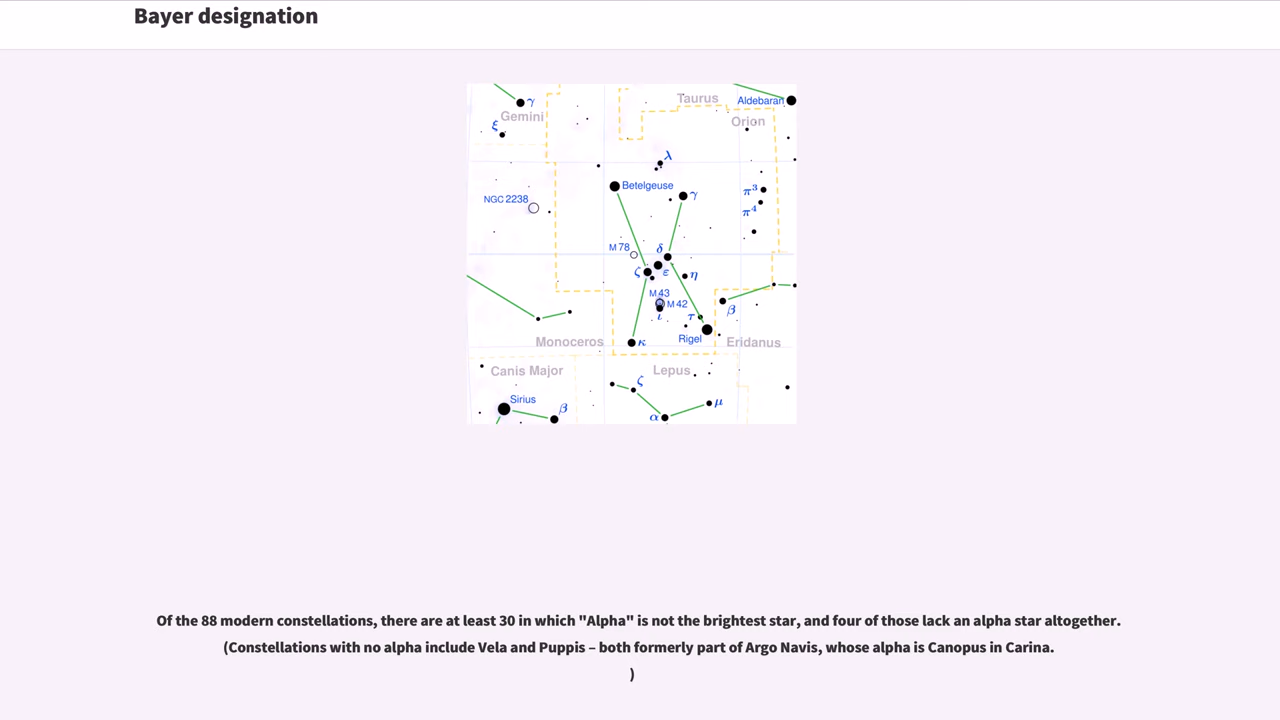 Bayer designation
Taurus
Aldebaran
γ
Gemini
Orion
ξ
λ
Betelgeuse
γ
π³
NGC 2238
π⁴
M 78
δ
ζ
ε
η
M 43
M 42
ι
τ
β
Rigel
κ
Monoceros
Eridanus
Canis Major
Lepus
ζ
Sirius
β
μ
α
Of the 88 modern constellations, there are at least 30 in which "Alpha" is not the brightest star, and four of those lack an alpha star altogether.
(Constellations with no alpha include Vela and Puppis – both formerly part of Argo Navis, whose alpha is Canopus in Carina.
)